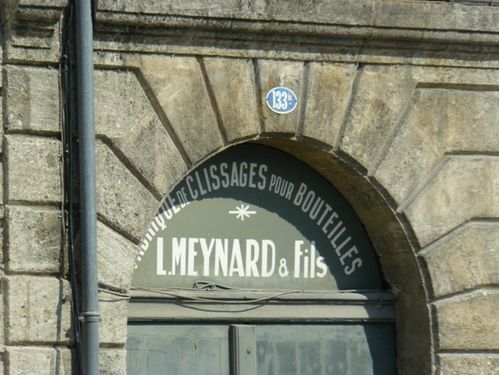 133
DE CLISSAGES POUR BOUTEILLES
L.MEYNARD & Fils